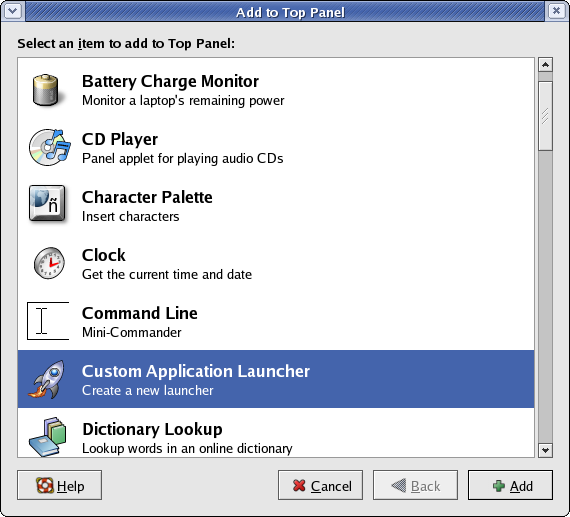 Add to Top Panel
Select an item to add to Top Panel:
Battery Charge Monitor
Monitor a laptop's remaining power
CD Player
Panel applet for playing audio CDs
Character Palette
Insert characters
ñ
Clock
Get the current time and date
Command Line
Mini-Commander
Custom Application Launcher
Create a new launcher
Dictionary Lookup
Lookup words in an online dictionary
Help
Cancel
Back
Add